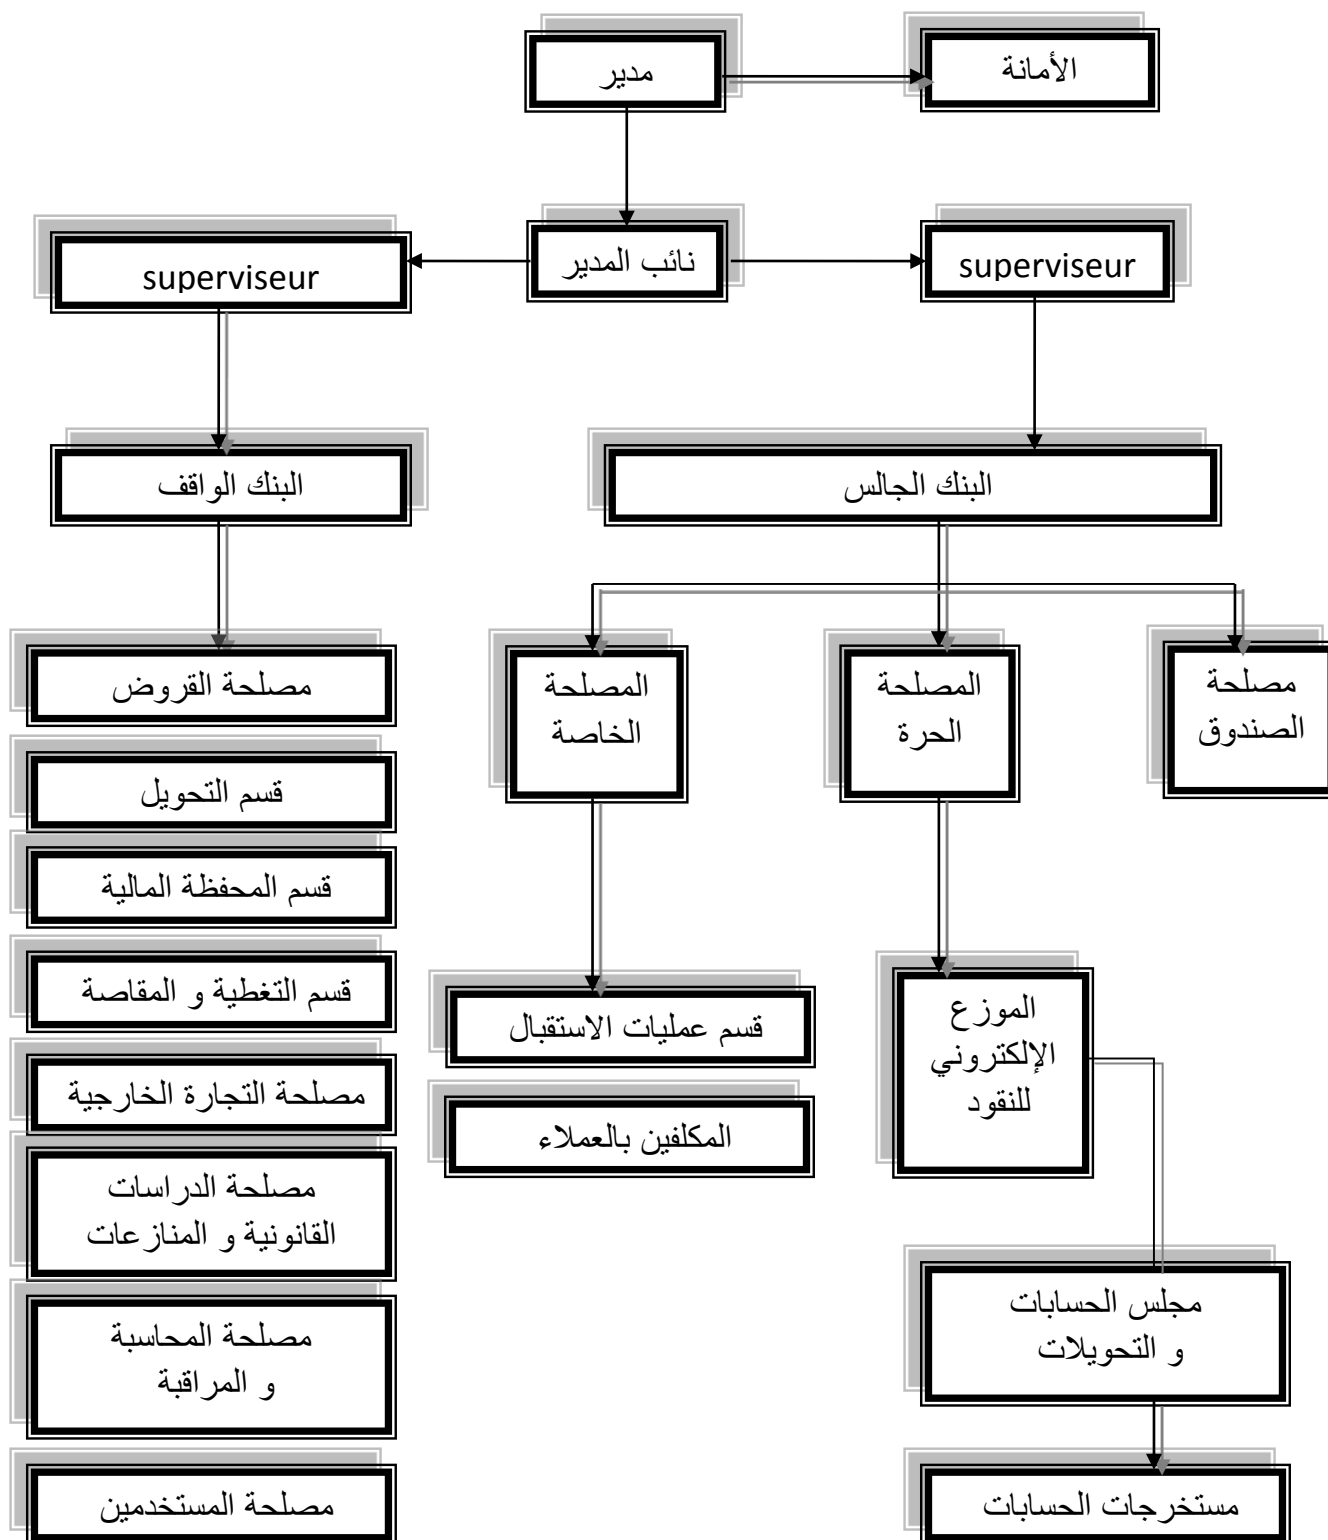 الأمانة
مدير
superviseur
نائب المدير
superviseur
البنك الجالس
البنك الواقف
مصلحة
الصندوق
المصلحة
الحرة
المصلحة
الخاصة
مصلحة القروض
قسم التحويل
قسم المحفظة المالية
قسم التغطية و المقاصة
مصلحة التجارة الخارجية
مصلحة الدراسات
القانونية و المنازعات
مصلحة المحاسبة
و المراقبة
مصلحة المستخدمين
قسم عمليات الاستقبال
المكلفين بالعملاء
الموزع
الإلكتروني
للنقود
مجلس الحسابات
و التحويلات
مستخرجات الحسابات